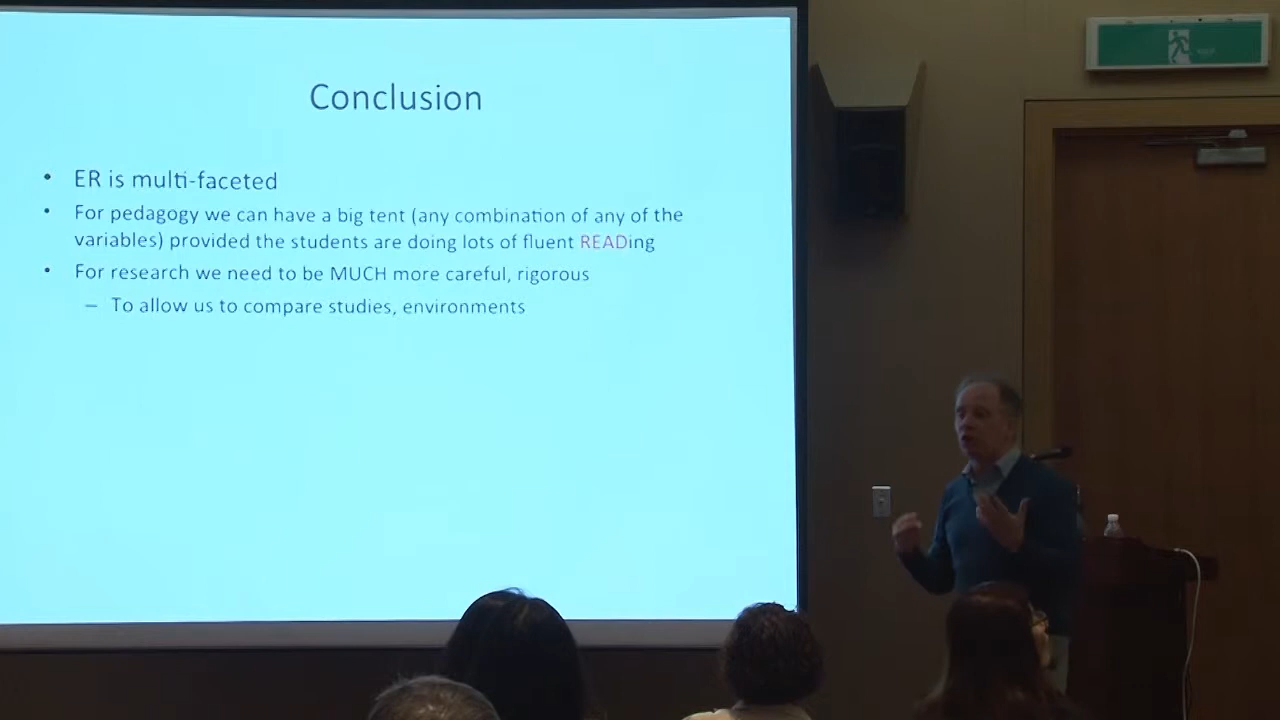 Conclusion
• ER is multi-faceted
• For pedagogy we can have a big tent (any combination of any of the
variables) provided the students are doing lots of fluent READing
• For research we need to be MUCH more careful, rigorous
– To allow us to compare studies, environments